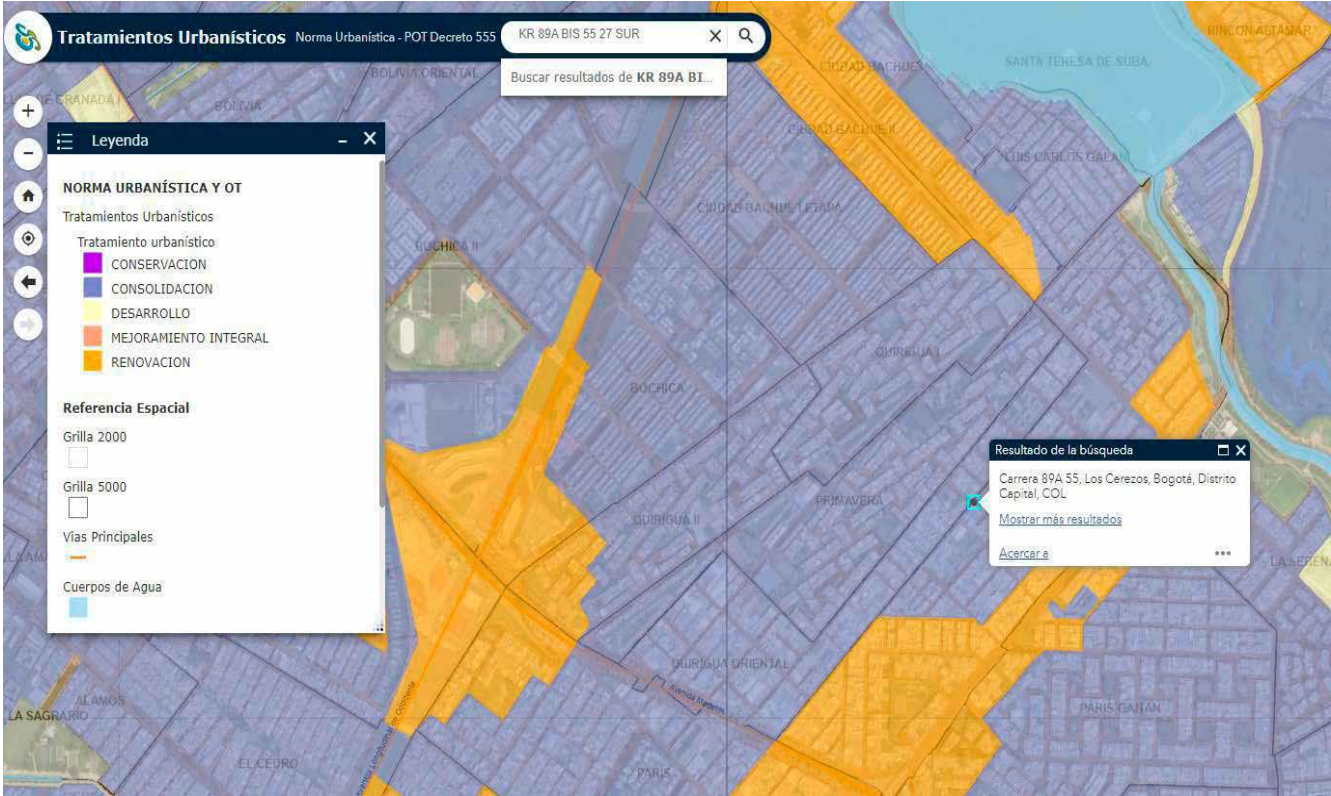 Tratamientos Urbanísticos Norma Urbanística - POT Decreto 555
KR 89A BIS 55 27 SUR
Buscar resultados de KR 89A BI...
Leyenda
NORMA URBANÍSTICA Y OT
Tratamientos Urbanísticos
Tratamiento urbanístico
CONSERVACION
CONSOLIDACION
DESARROLLO
MEJORAMIENTO INTEGRAL
RENOVACION
Referencia Espacial
Grilla 2000
Grilla 5000
Vias Principales
Cuerpos de Agua
RINCON ALTAMAR
SANTA TERESA DE SUBA
CIUDAD BACHUE
BOLIVIA ORIENTAL
BOLIVIA
CIUDAD BACHUE II
LUIS CARLOS GALAN
CIUDAD BACHUE I ETAPA
BOCHICA II
QUIRIGUA I
BOCHICA
Resultado de la búsqueda
Carrera 89A 55, Los Cerezos, Bogotá, Distrito
Capital, COL
Mostrar más resultados
Acercar a
PRIMAVERA
QUIRIGUA II
QUIRIGUA ORIENTAL
ALAMOS
LA SAGRARIO
PARIS GAITAN
EL CEDRO
PARIS